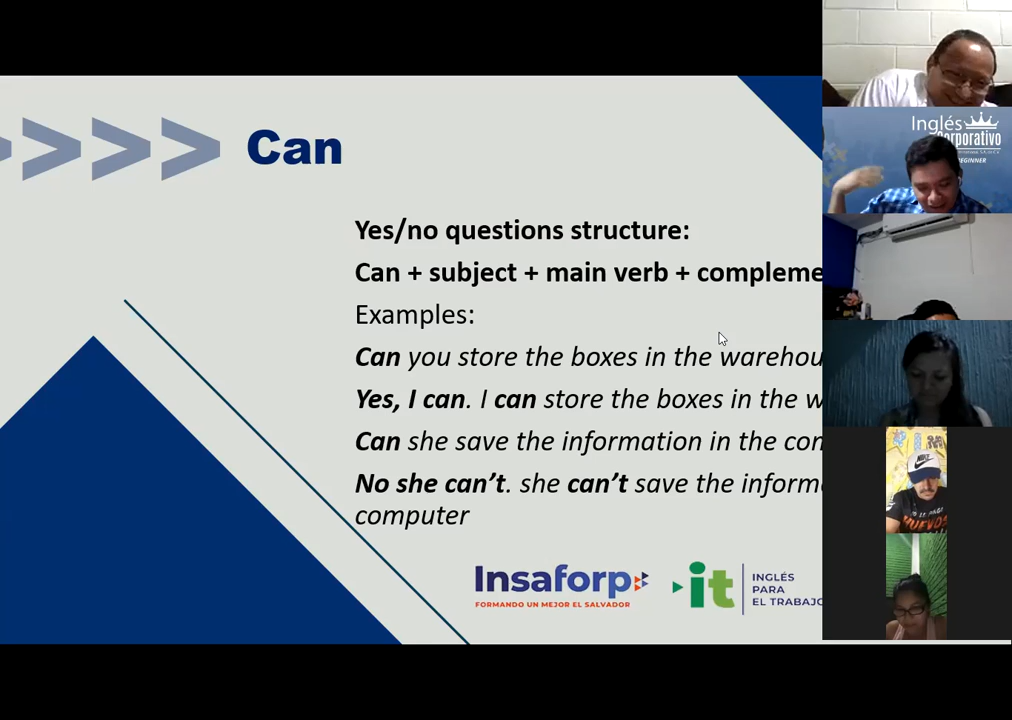 Can
Yes/no questions structure:
Can + subject + main verb + compleme
Examples:
Can you store the boxes in the warehou
Yes, I can. I can store the boxes in the w
Can she save the information in the con
No she can't. she can't save the inform
computer
Insaforp
FORMANDO UN MEJOR EL SALVADOR
it
INGLÉS
PARA
EL TRABAJO
Inglés
Corporativo
BEGINNER
HUEVOS